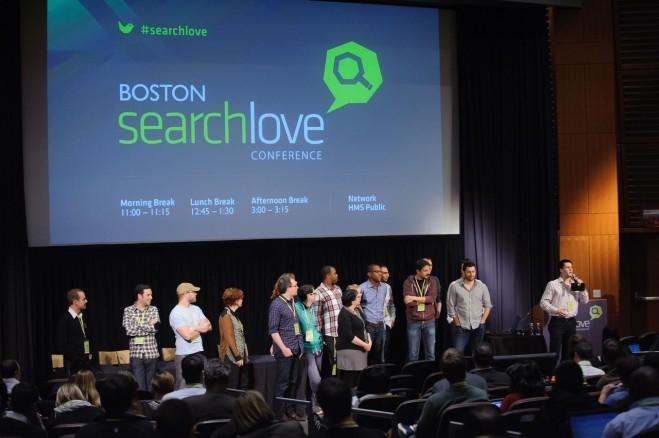 #searchlove
BOSTON
searchlove
CONFERENCE
Morning Break Lunch Break Afternoon Break Network
11:00 – 11:15 12:45 – 1:30 3:00 – 3:15 HMS Public
love